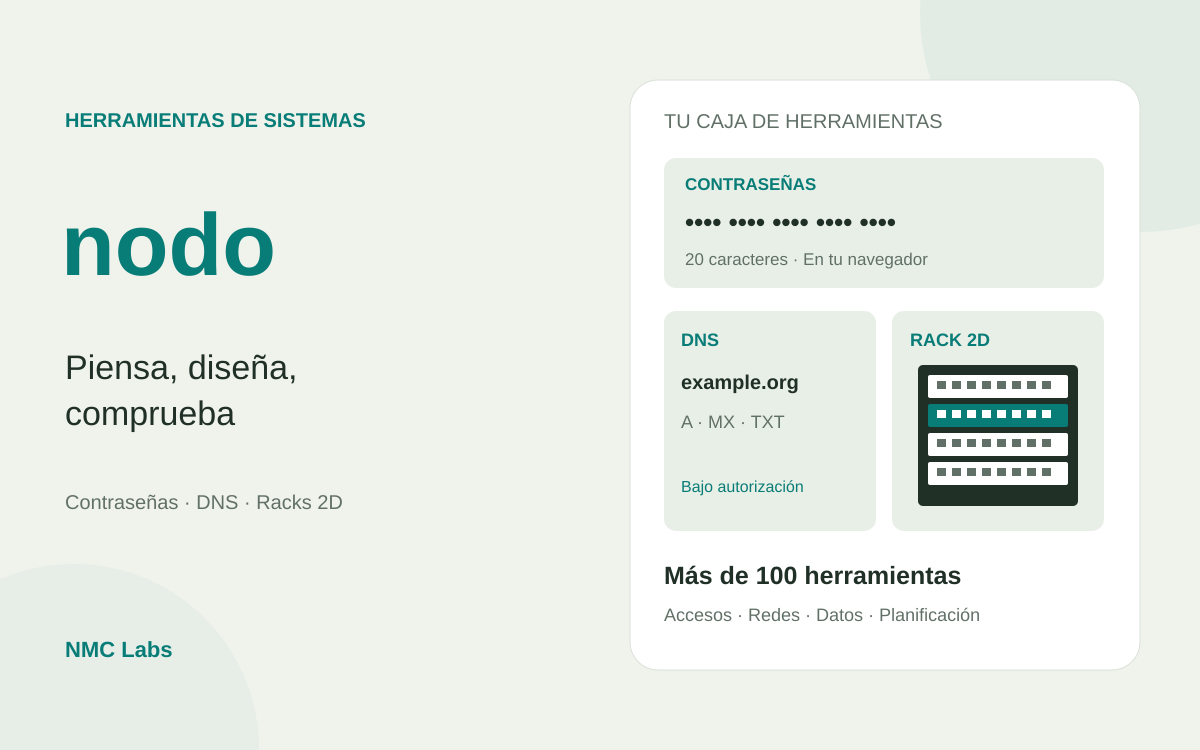 HERRAMIENTAS DE SISTEMAS
nodo
Piensa, diseña,
comprueba
Contraseñas · DNS · Racks 2D
NMC Labs
TU CAJA DE HERRAMIENTAS
CONTRASEÑAS
•••• •••• •••• •••• ••••
20 caracteres · En tu navegador
DNS
example.org
A · MX · TXT
Bajo autorización
RACK 2D
Más de 100 herramientas
Accesos · Redes · Datos · Planificación